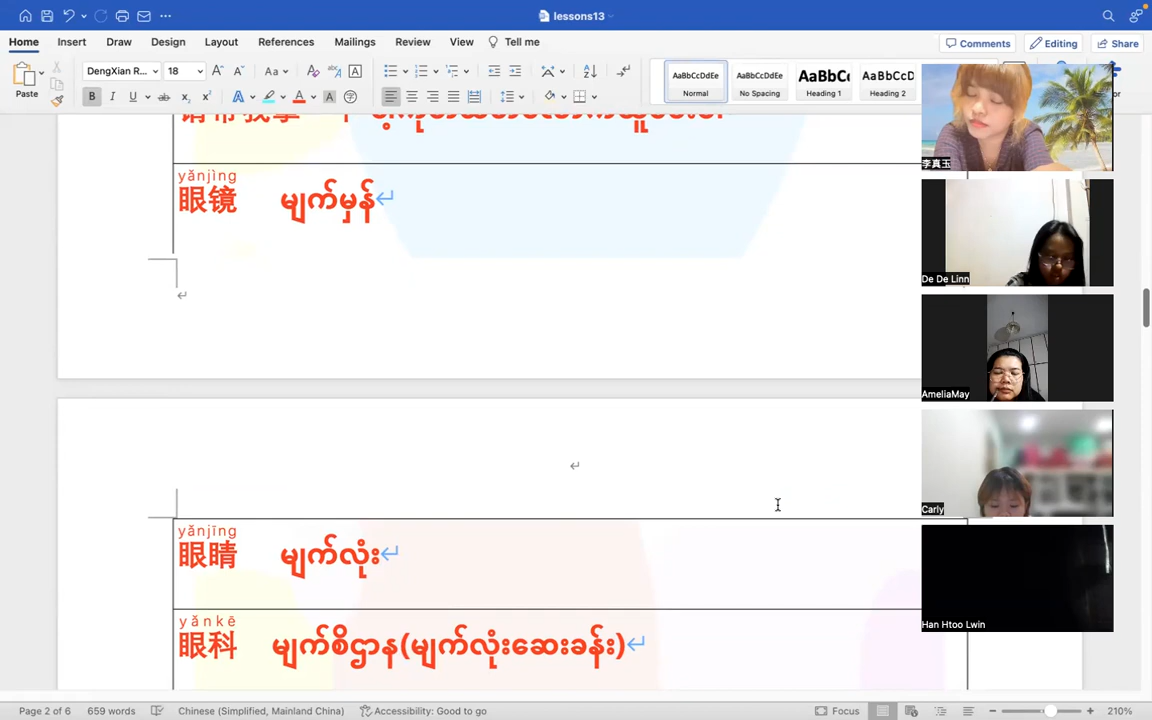 lessons13
Home Insert Draw Design Layout References Mailings Review View Tell me
Comments Editing Share
Paste
DengXian R... 18
AaBbCcDdEe AaBbCcDdEe AaBbC AaBbCcD
Normal No Spacing Heading 1 Heading 2
李真玉
yǎnjìng
眼镜 မျက်မှန်
De De Linn
AmeliaMay
yǎnjīng
眼睛 မျက်လုံး
Carly
yǎnkē
眼科 မျက်စိဌာန(မျက်လုံးဆေးခန်း)
Han Htoo Lwin
Page 2 of 6 659 words Chinese (Simplified, Mainland China) Accessibility: Good to go Focus 210%